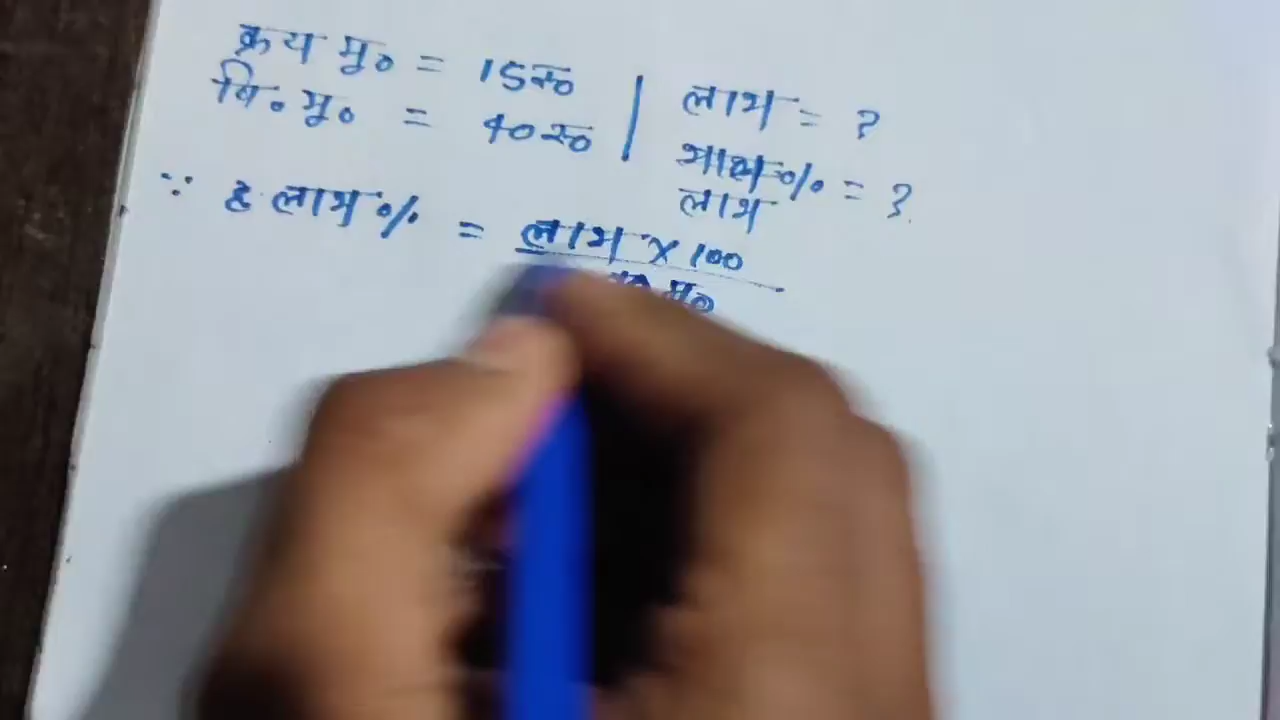 क्रय मु० = 15रु०
वि. मु० = 40रु० | लाभ = ?
लाभ% = ?
लाभ
∵ ह. लाभ% = लाभ × 100
मु०